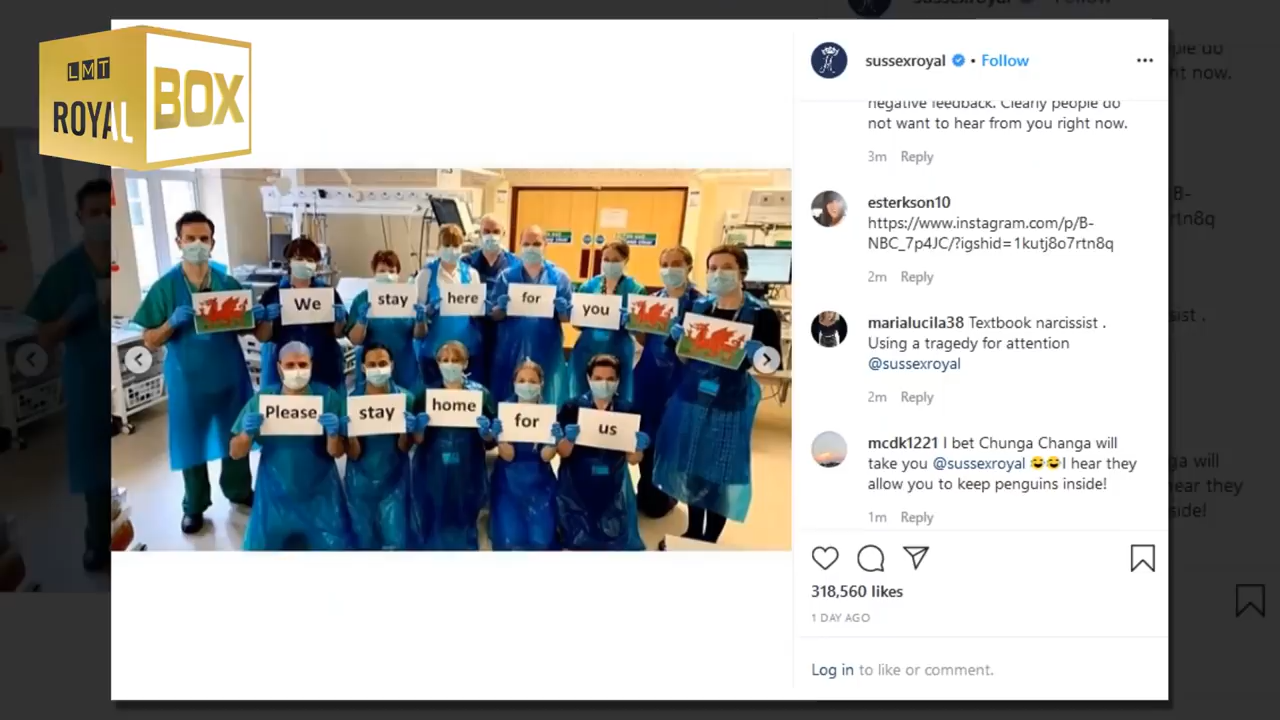 LMT
ROYAL
BOX
sussexroyal • Follow
negative feedback. Clearly people do
not want to hear from you right now.
3m Reply
esterkson10
https://www.instagram.com/p/B-
NBC_7p4JC/?igshid=1kutj8o7rtn8q
2m Reply
marialucila38 Textbook narcissist .
Using a tragedy for attention
@sussexroyal
2m Reply
mcdk1221 I bet Chunga Changa will
take you @sussexroyal 😂😂I hear they
allow you to keep penguins inside!
1m Reply
318,560 likes
1 DAY AGO
Log in to like or comment.
We stay here for you
Please stay home for us